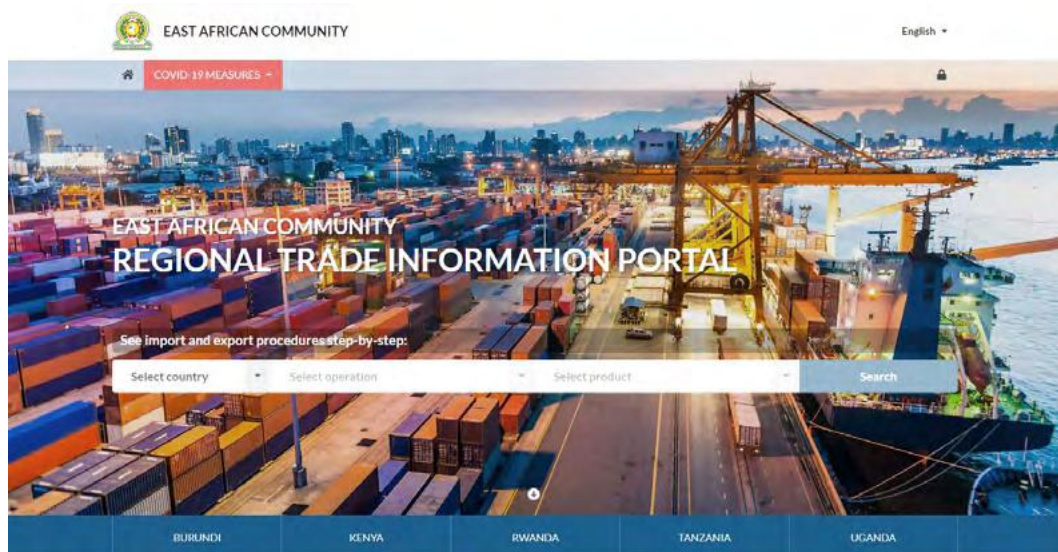 EAST AFRICAN COMMUNITY
English
COVID-19 MEASURES
EAST AFRICAN COMMUNITY
REGIONAL TRADE INFORMATION PORTAL
See import and export procedures step-by-step:
Select country Select operation Select product Search
BURUNDI KENYA RWANDA TANZANIA UGANDA